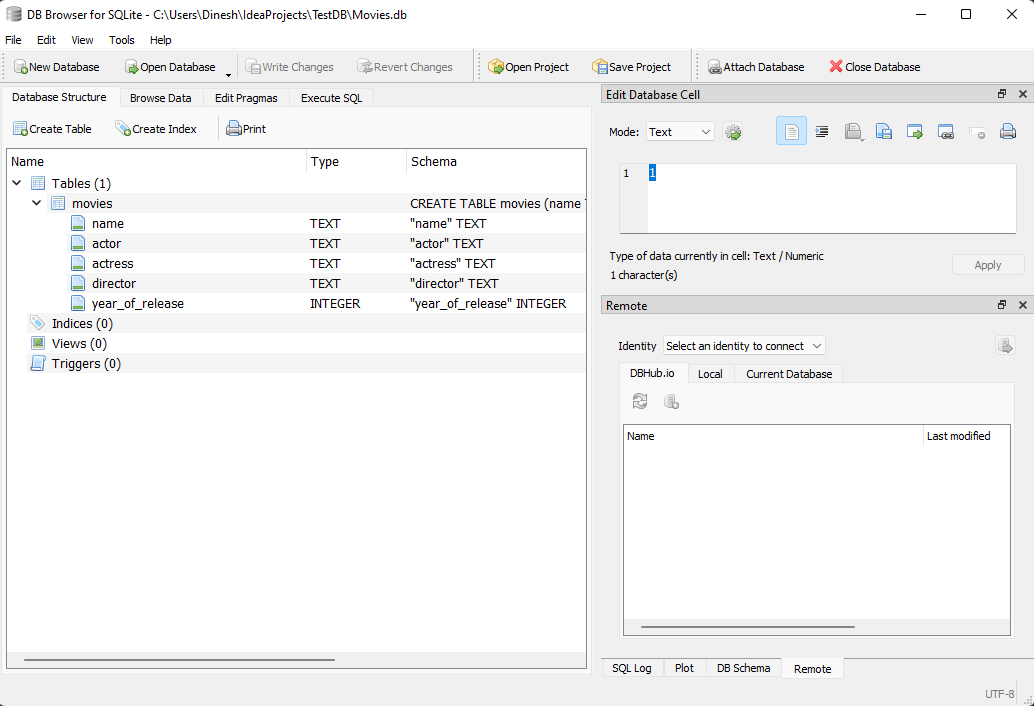 DB Browser for SQLite - C:\Users\Dinesh\IdeaProjects\TestDB\Movies.db
File Edit View Tools Help
New Database Open Database Write Changes Revert Changes Open Project Save Project Attach Database Close Database
Database Structure Browse Data Edit Pragmas Execute SQL
Create Table Create Index Print
Name Type Schema
Tables (1)
movies CREATE TABLE movies (name
name TEXT "name" TEXT
actor TEXT "actor" TEXT
actress TEXT "actress" TEXT
director TEXT "director" TEXT
year_of_release INTEGER "year_of_release" INTEGER
Indices (0)
Views (0)
Triggers (0)
Edit Database Cell
Mode: Text
1 1
Type of data currently in cell: Text / Numeric
1 character(s)
Apply
Remote
Identity Select an identity to connect
DBHub.io Local Current Database
Name Last modified
SQL Log Plot DB Schema Remote
UTF-8